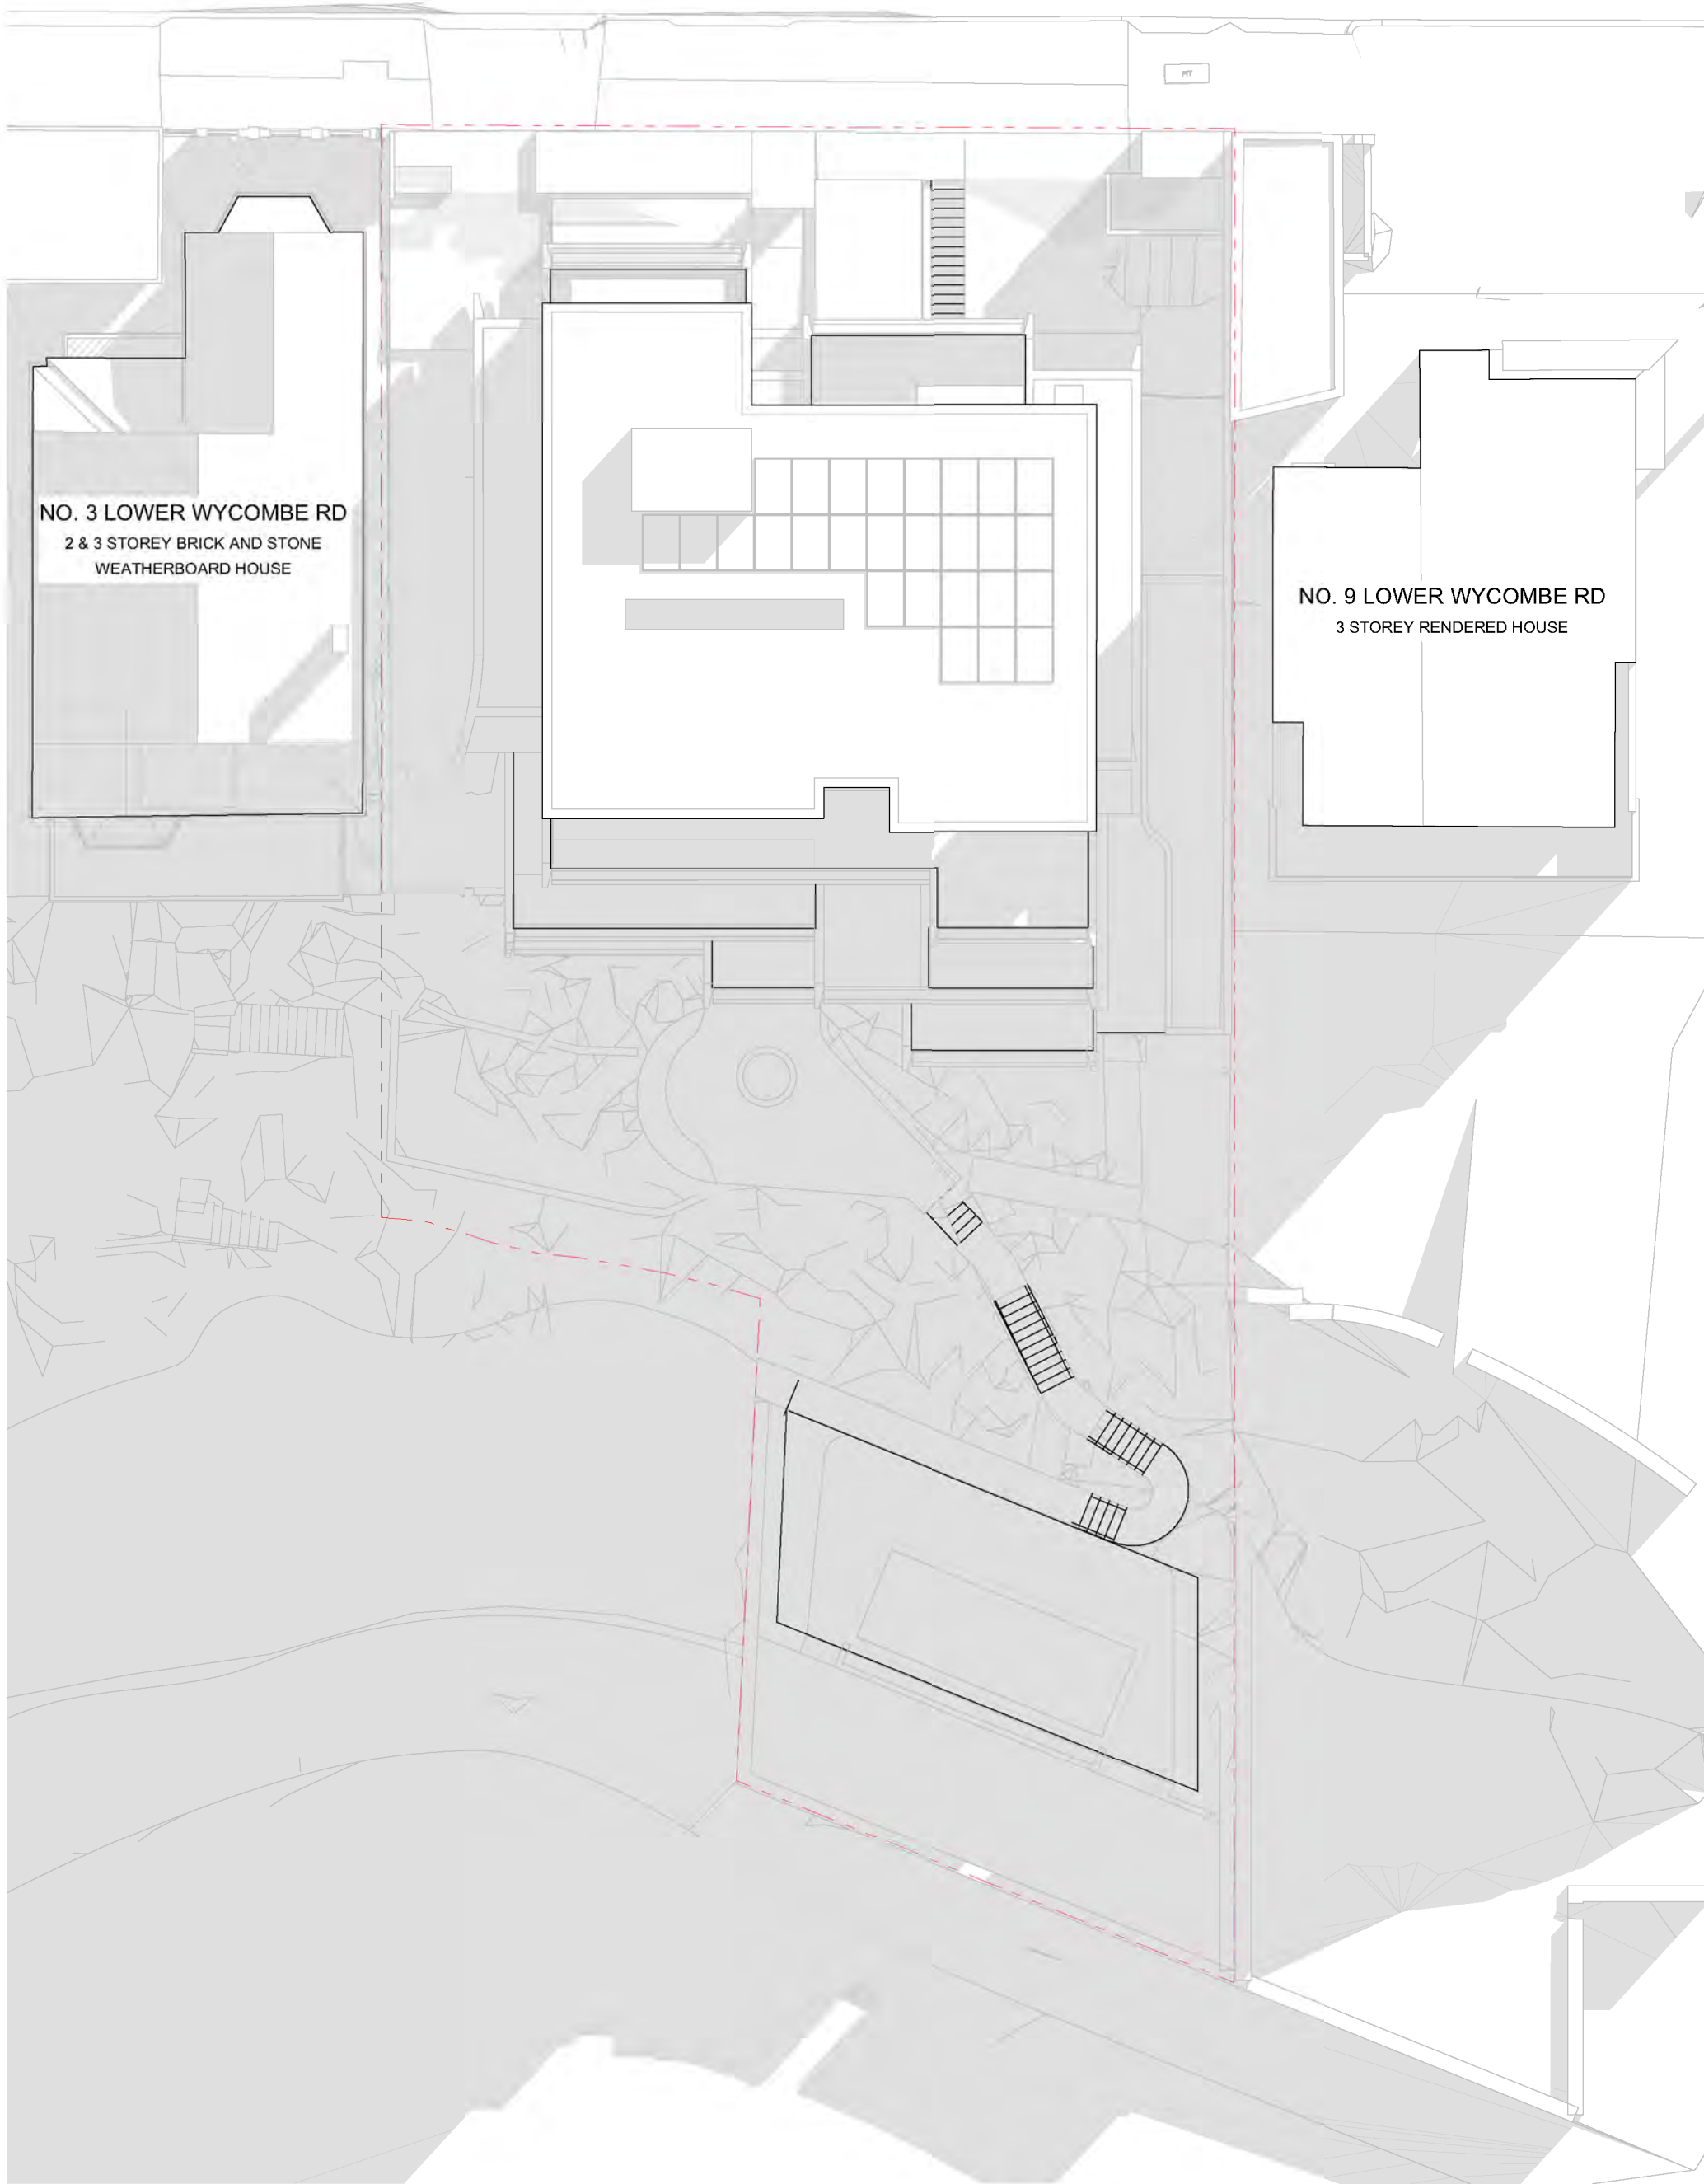 PIT
NO. 3 LOWER WYCOMBE RD
2 & 3 STOREY BRICK AND STONE
WEATHERBOARD HOUSE
NO. 9 LOWER WYCOMBE RD
3 STOREY RENDERED HOUSE